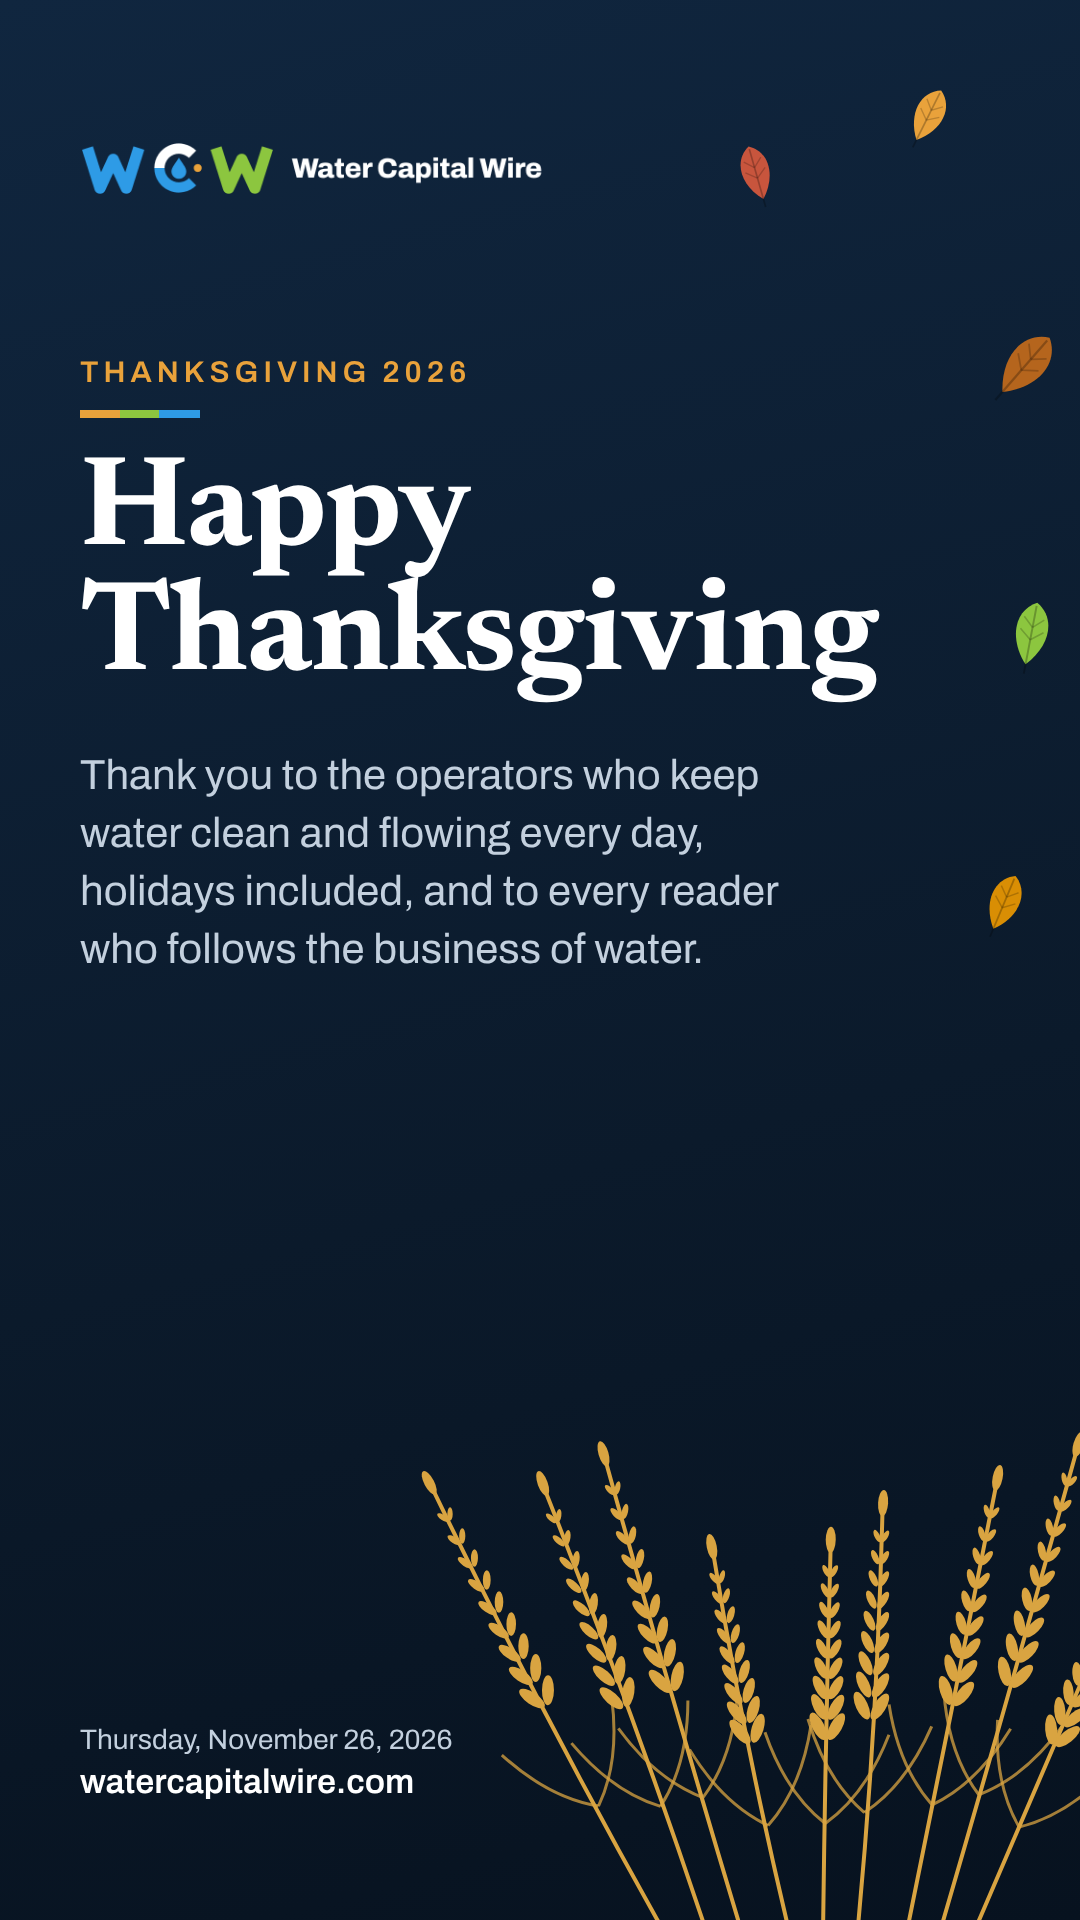 WCW Water Capital Wire
THANKSGIVING 2026
Happy
Thanksgiving
Thank you to the operators who keep
water clean and flowing every day,
holidays included, and to every reader
who follows the business of water.
Thursday, November 26, 2026
watercapitalwire.com